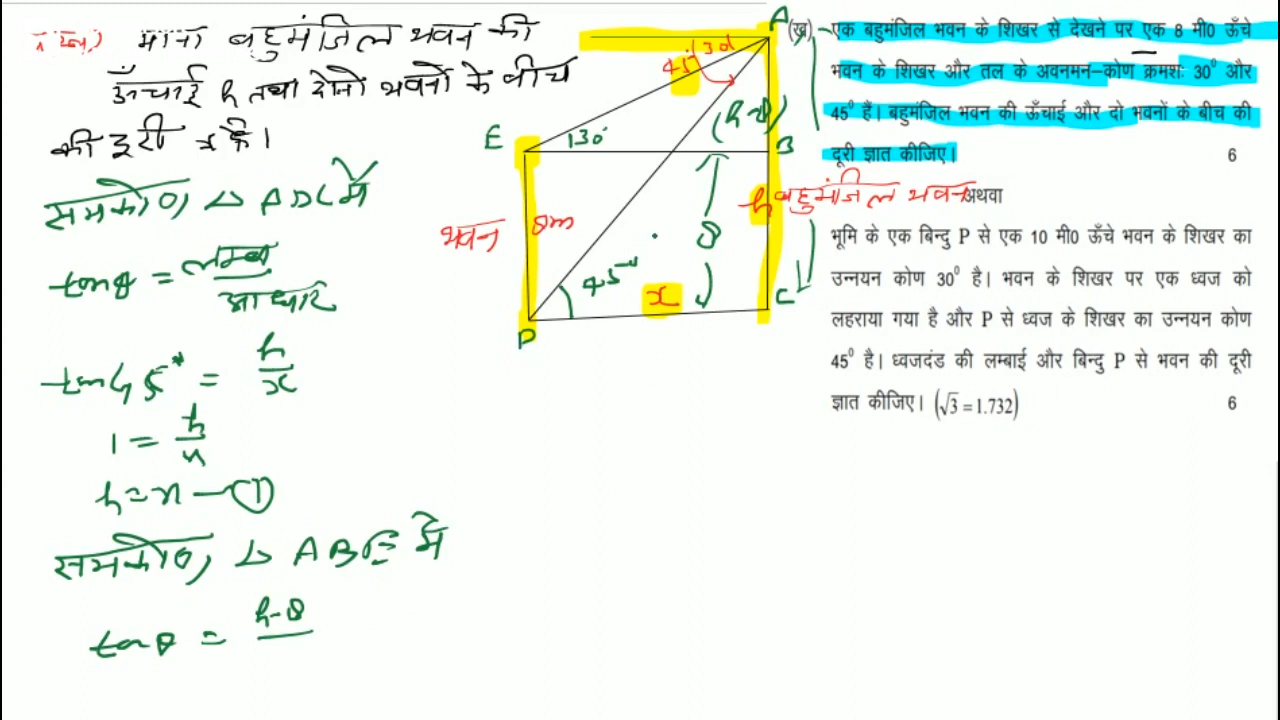 माना बहुमंजिल भवन की
ऊँचाई h तथा दोनो भवनो के बीच
की दूरी x है।
समकोण △ ADC में
tanθ = लम्ब / आधार
tan45° = h/x
1 = h/x
h = x — ①
समकोण △ ABE में
tanθ = h-8
A
45°
30°
E
130°
(h-8)
B
भवन
8m
8
h
बहुमंजिल भवन
45°
x
C
D
(ख)
एक बहुमंजिल भवन के शिखर से देखने पर एक 8 मी0 ऊँचे
भवन के शिखर और तल के अवनमन-कोण क्रमशः 30° और
45° हैं। बहुमंजिल भवन की ऊँचाई और दो भवनों के बीच की
दूरी ज्ञात कीजिए। 6
अथवा
भूमि के एक बिन्दु P से एक 10 मी0 ऊँचे भवन के शिखर का
उन्नयन कोण 30° है। भवन के शिखर पर एक ध्वज को
लहराया गया है और P से ध्वज के शिखर का उन्नयन कोण
45° है। ध्वजदंड की लम्बाई और बिन्दु P से भवन की दूरी
ज्ञात कीजिए। (√3 = 1.732) 6